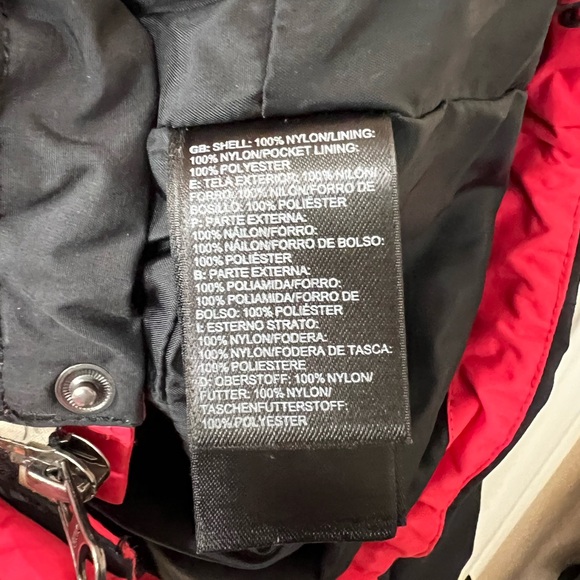 GB: SHELL: 100% NYLON/LINING:
100% NYLON/POCKET LINING:
100% POLYESTER
E: TELA EXTERIOR: 100% NILÓN/
FORRO: 100% NILÓN/FORRO DE
BOLSILLO: 100% POLIÉSTER
P: PARTE EXTERNA:
100% NÁILON/FORRO:
100% NÁILON/FORRO DE BOLSO:
100% POLIÉSTER
B: PARTE EXTERNA:
100% POLIAMIDA/FORRO:
100% POLIAMIDA/FORRO DE
BOLSO: 100% POLIÉSTER
I: ESTERNO STRATO:
100% NYLON/FODERA:
100% NYLON/FODERA DE TASCA:
100% POLIESTERE
D: OBERSTOFF: 100% NYLON/
FUTTER: 100% NYLON/
TASCHENFUTTERSTOFF:
100% POLYESTER